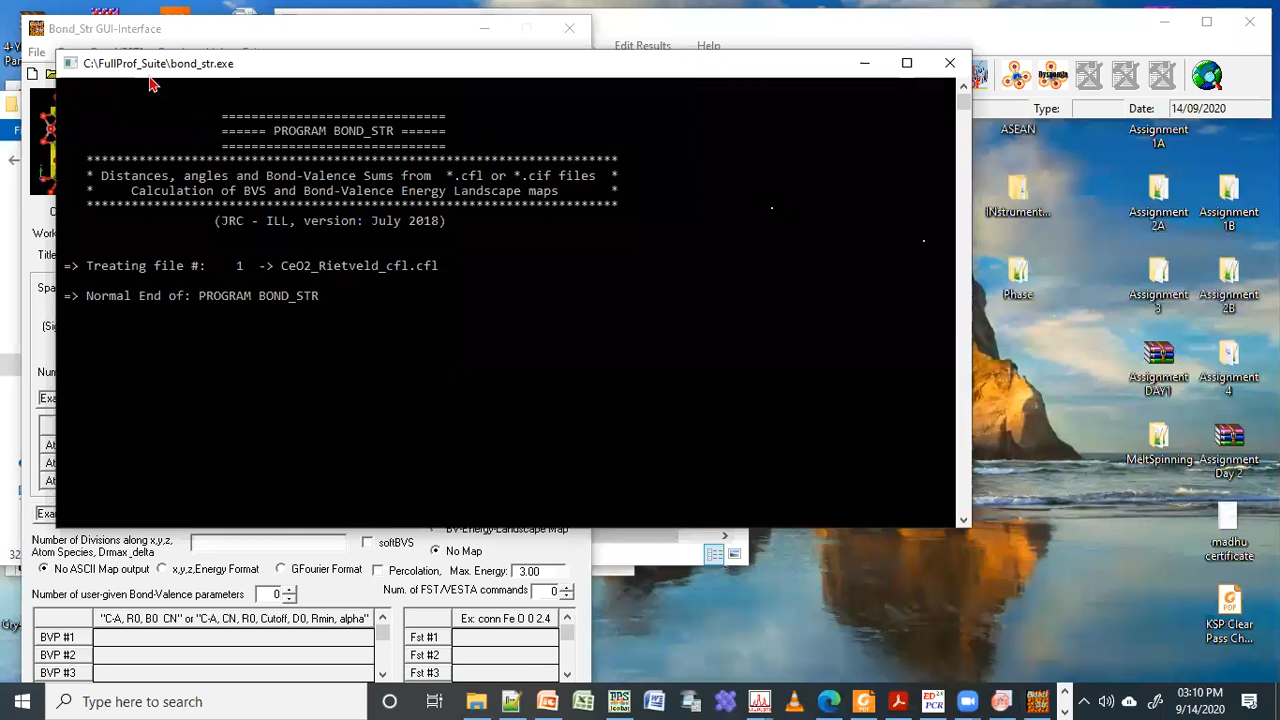 Bond_Str GUI-Interface
File
Edit Results Help
C:\FullProf_Suite\bond_str.exe
=============================
====== PROGRAM BOND_STR ======
=============================
***********************************************************************
* Distances, angles and Bond-Valence Sums from *.cfl or *.cif files *
* Calculation of BVS and Bond-Valence Energy Landscape maps *
***********************************************************************
(JRC - ILL, version: July 2018)
=> Treating file #: 1 -> CeO2_Rietveld_cfl.cfl
=> Normal End of: PROGRAM BOND_STR
Type:
Date: 14/09/2020
ASEAN
Assignment
1A
INstrument...
Assignment
2A
Assignment
1B
Phase
Assignment
3
Assignment
2B
Assignment
DAY1
Assignment
4
MeltSpinning
Assignment
Day 2
madhu
certificate
KSP Clear
Pass Ch...
Number of Divisions along x,y,z,
Atom Species, Drmax_delta
softBVS
BV-Energy-Landscape Map
No Map
No ASCII Map output
x,y,z,Energy Format
GFourier Format
Percolation, Max. Energy: 3.00
Number of user-given Bond-Valence parameters 0
Num. of FST/VESTA commands 0
"C-A, R0, B0 CN" or "C-A, CN, R0, Cutoff, D0, Rmin, alpha"
Ex: conn Fe O 0 2.4
BVP #1
BVP #2
BVP #3
Fst #1
Fst #2
Fst #3
Type here to search
03:10 PM
9/14/2020